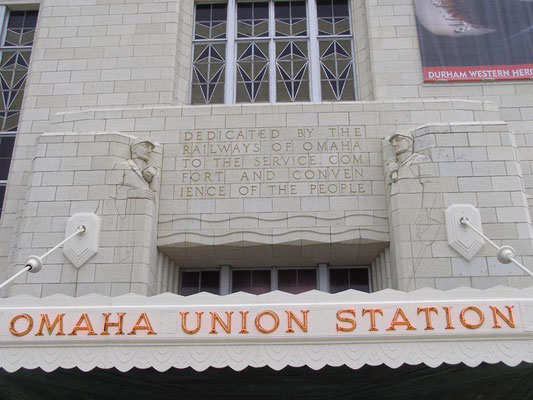 DURHAM WESTERN HERI
DEDICATED BY THE
RAILWAYS OF OMAHA
TO THE SERVICE. COM
FORT AND CONVEN
IENCE OF THE PEOPLE
OMAHA UNION STATION